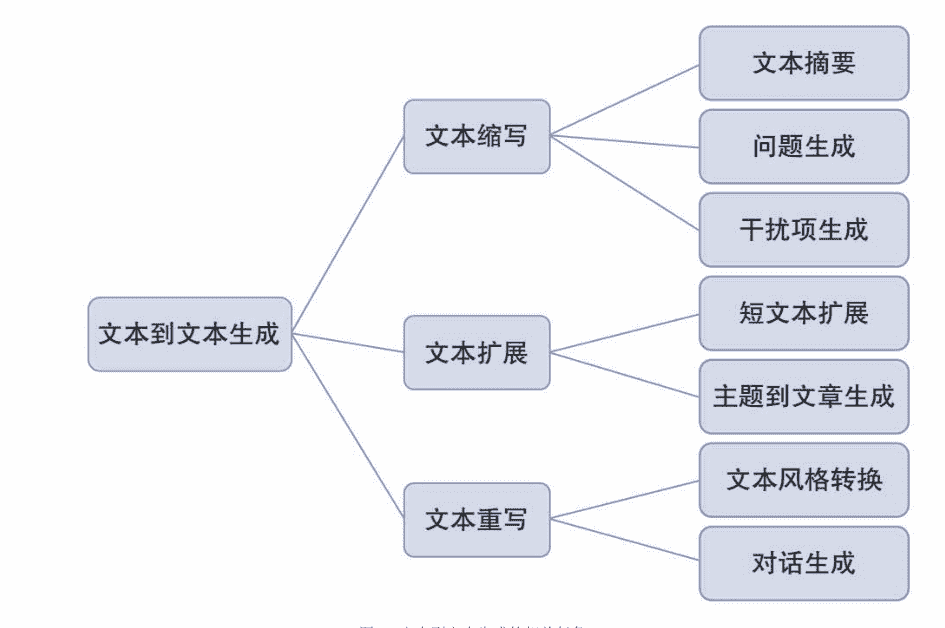 文本到文本生成
文本缩写
文本摘要
问题生成
干扰项生成
文本扩展
短文本扩展
主题到文章生成
文本重写
文本风格转换
对话生成